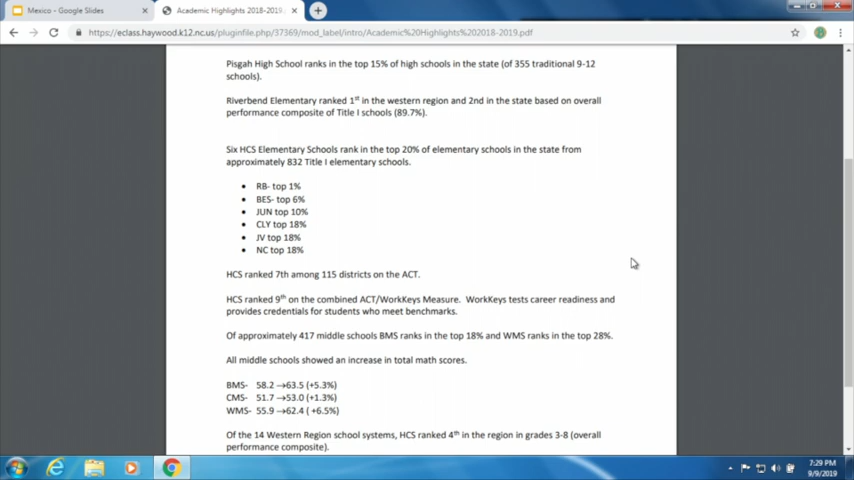 Mexico – Google Slides
Academic Highlights 2018-2019.
https://eclass.haywood.k12.nc.us/pluginfile.php/37369/mod_label/intro/Academic%20Highlights%202018-2019.pdf
Pisgah High School ranks in the top 15% of high schools in the state (of 355 traditional 9-12
schools).
Riverbend Elementary ranked 1st in the western region and 2nd in the state based on overall
performance composite of Title I schools (89.7%).
Six HCS Elementary Schools rank in the top 20% of elementary schools in the state from
approximately 832 Title I elementary schools.
• RB- top 1%
• BES- top 6%
• JUN top 10%
• CLY top 18%
• JV top 18%
• NC top 18%
HCS ranked 7th among 115 districts on the ACT.
HCS ranked 9th on the combined ACT/WorkKeys Measure. WorkKeys tests career readiness and
provides credentials for students who meet benchmarks.
Of approximately 417 middle schools BMS ranks in the top 18% and WMS ranks in the top 28%.
All middle schools showed an increase in total math scores.
BMS- 58.2 →63.5 (+5.3%)
CMS- 51.7 →53.0 (+1.3%)
WMS- 55.9 →62.4 ( +6.5%)
Of the 14 Western Region school systems, HCS ranked 4th in the region in grades 3-8 (overall
performance composite).
7:29 PM
9/9/2019